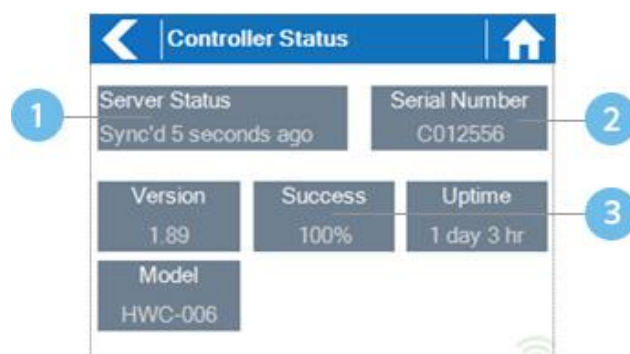 Controller Status
Server Status
Sync'd 5 seconds ago
Serial Number
C012556
1
2
Version
1.89
Success
100%
Uptime
1 day 3 hr
3
Model
HWC-006